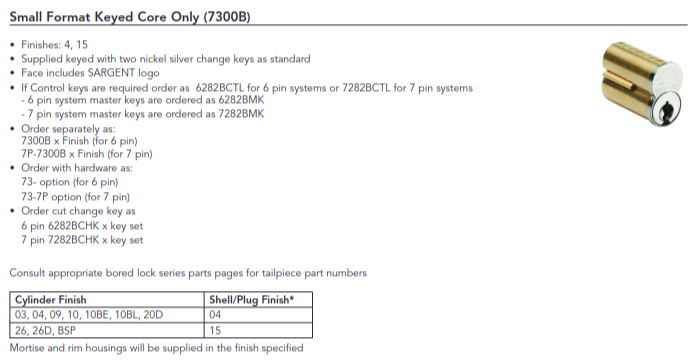 Small Format Keyed Core Only (7300B)
• Finishes: 4, 15
• Supplied keyed with two nickel silver change keys as standard
• Face includes SARGENT logo
• If Control keys are required order as 6282BCTL for 6 pin systems or 7282BCTL for 7 pin systems
- 6 pin system master keys are ordered as 6282BMK
- 7 pin system master keys are ordered as 7282BMK
• Order separately as:
7300B x Finish (for 6 pin)
7P-7300B x Finish (for 7 pin)
• Order with hardware as:
73- option (for 6 pin)
73-7P option (for 7 pin)
• Order cut change key as
6 pin 6282BCHK x key set
7 pin 7282BCHK x key set
Consult appropriate bored lock series parts pages for tailpiece part numbers
Cylinder Finish Shell/Plug Finish*
03, 04, 09, 10, 10BE, 10BL, 20D 04
26, 26D, BSP 15
Mortise and rim housings will be supplied in the finish specified